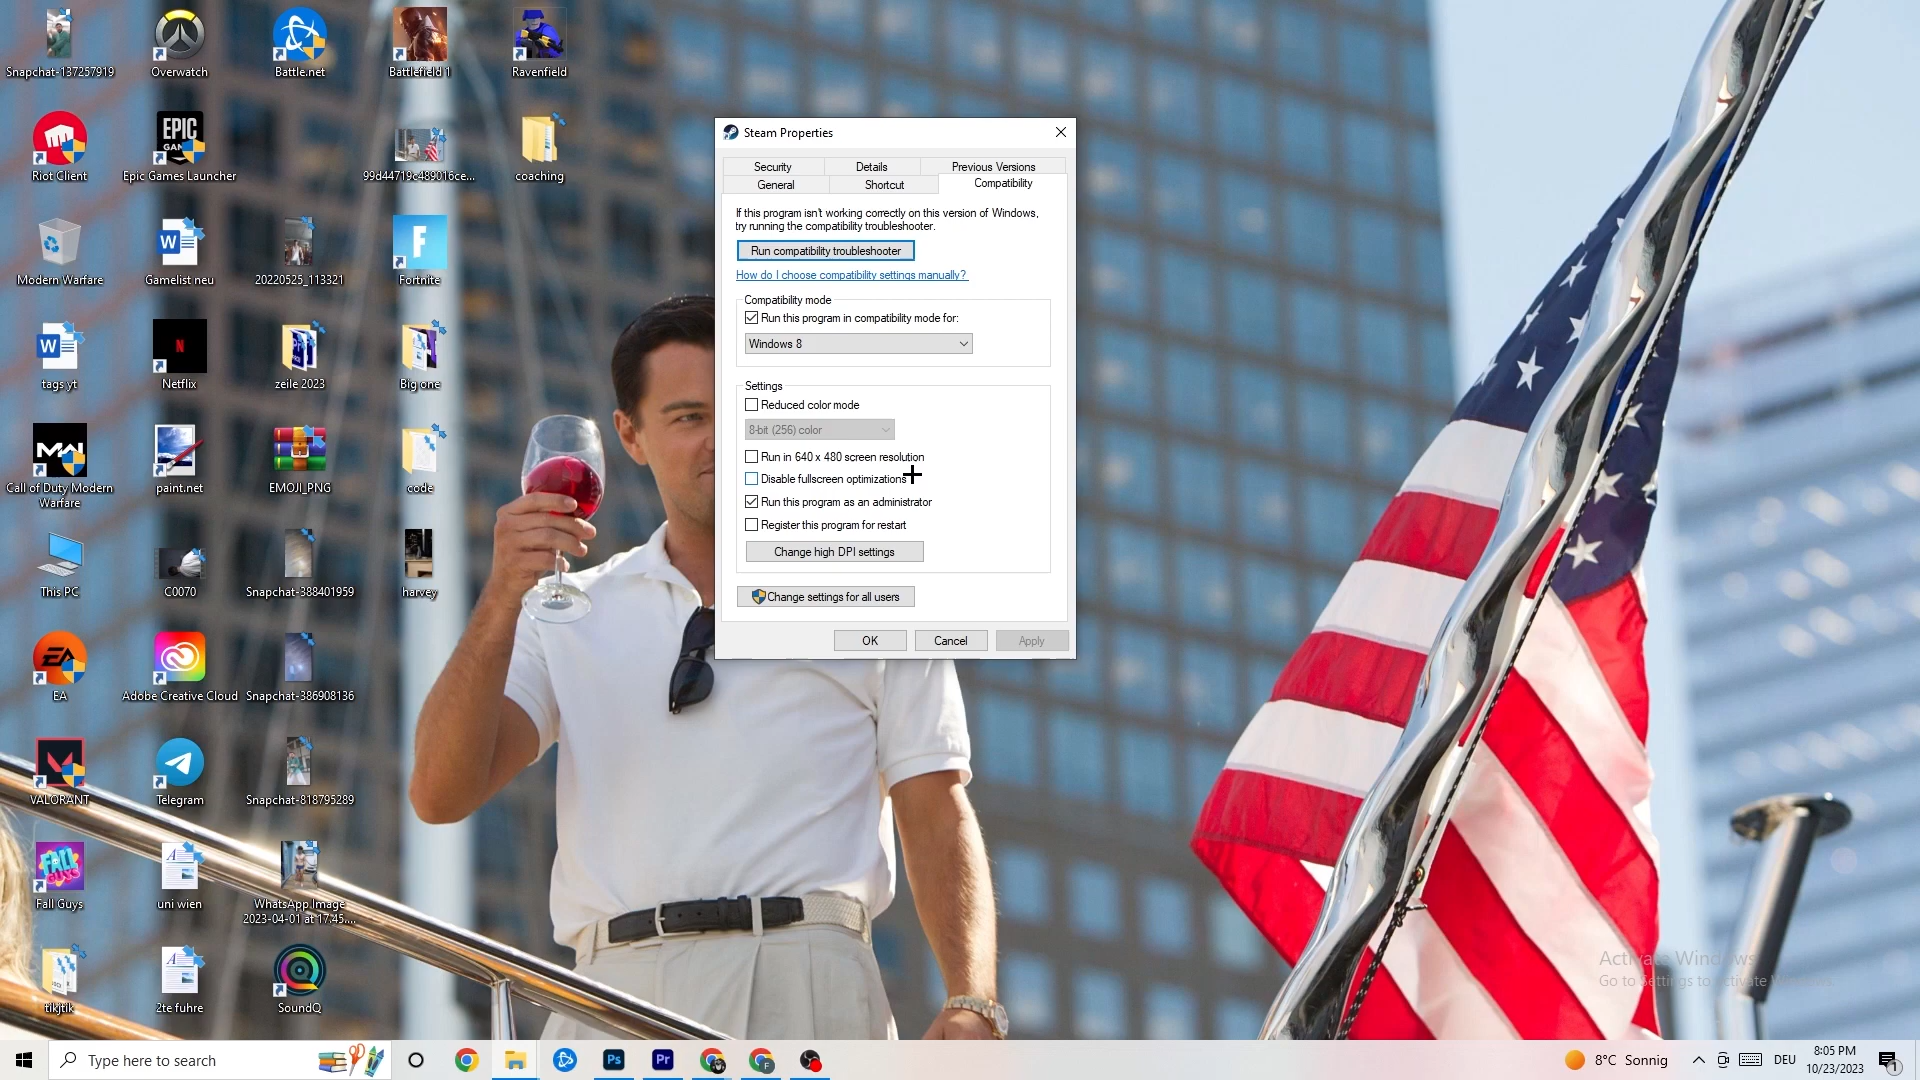 Snapchat-137257919
Overwatch
Battle.net
Battlefield 1
Ravenfield
Riot Client
EPIC
GAM
Epic Games Launcher
99d44719c489016ce...
coaching
Modern Warfare
W
Gamelist neu
20220525_113321
F
Fortnite
W
tags yt
N
Netflix
zeile 2023
Big one
Call of Duty Modern
Warfare
paint.net
EMOJI_PNG
code
This PC
C0070
Snapchat-388401959
harvey
EA
EA
Adobe Creative Cloud
Snapchat-386908136
VALORANT
Telegram
Snapchat-818795289
FALL
GUYS
Fall Guys
uni wien
WhatsApp Image
2023-04-01 at 17.45....
tikjtik
2te fuhre
SoundQ
Steam Properties
Security
Details
Previous Versions
General
Shortcut
Compatibility
If this program isn't working correctly on this version of Windows,
try running the compatibility troubleshooter.
Run compatibility troubleshooter
How do I choose compatibility settings manually?
Compatibility mode
Run this program in compatibility mode for:
Windows 8
Settings
Reduced color mode
8-bit (256) color
Run in 640 x 480 screen resolution
Disable fullscreen optimizations
Run this program as an administrator
Register this program for restart
Change high DPI settings
Change settings for all users
OK
Cancel
Apply
Activate Windows
Go to Settings to activate Windows.
Type here to search
Ps
Pr
F
8°C Sonnig
DEU
8:05 PM
10/23/2023
1